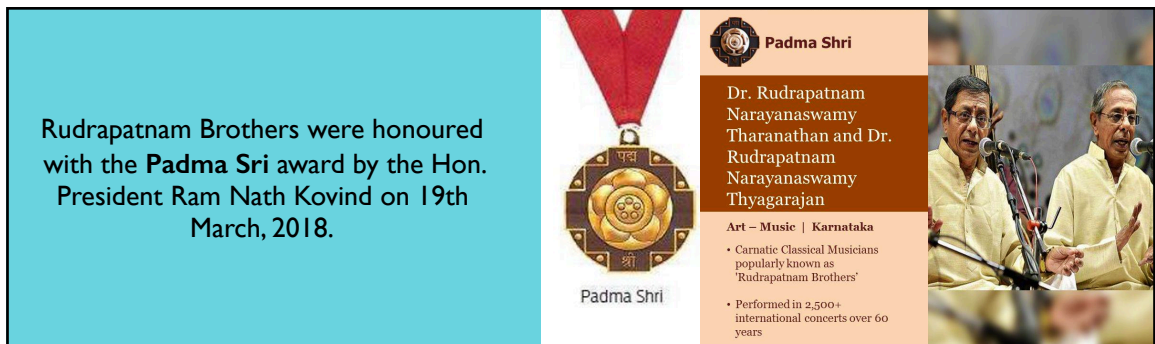 Rudrapatnam Brothers were honoured
with the Padma Sri award by the Hon.
President Ram Nath Kovind on 19th
March, 2018.
पद्म
श्री
Padma Shri
Padma Shri
Dr. Rudrapatnam
Narayanaswamy
Tharanathan and Dr.
Rudrapatnam
Narayanaswamy
Thyagarajan
Art – Music | Karnataka
• Carnatic Classical Musicians
popularly known as
'Rudrapatnam Brothers'
• Performed in 2,500+
international concerts over 60
years